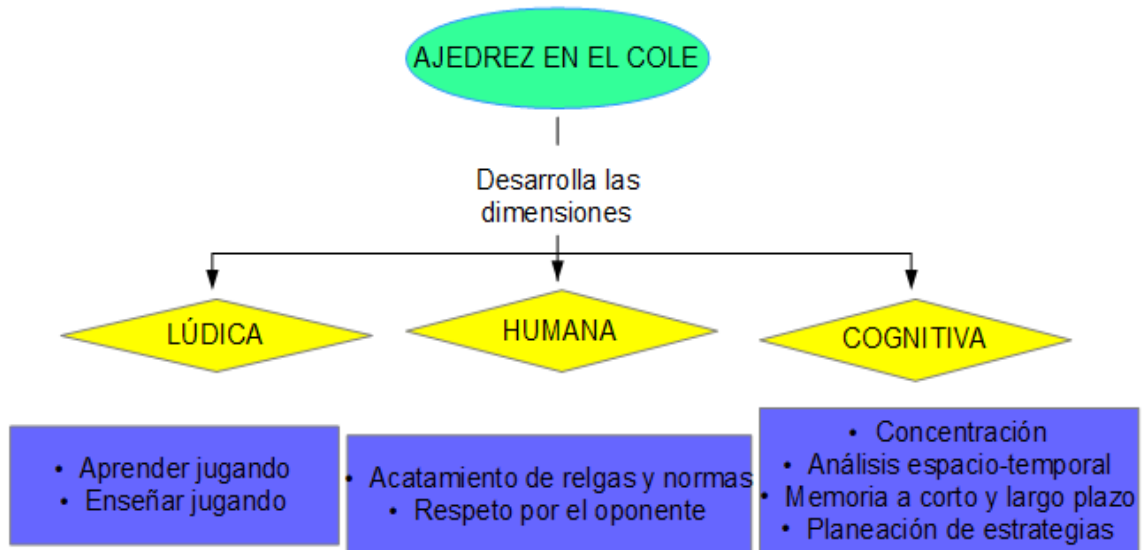 AJEDREZ EN EL COLE
Desarrolla las
dimensiones
LÚDICA
HUMANA
COGNITIVA
• Aprender jugando
• Enseñar jugando
• Acatamiento de relgas y normas
• Respeto por el oponente
• Concentración
• Análisis espacio-temporal
• Memoria a corto y largo plazo
• Planeación de estrategias